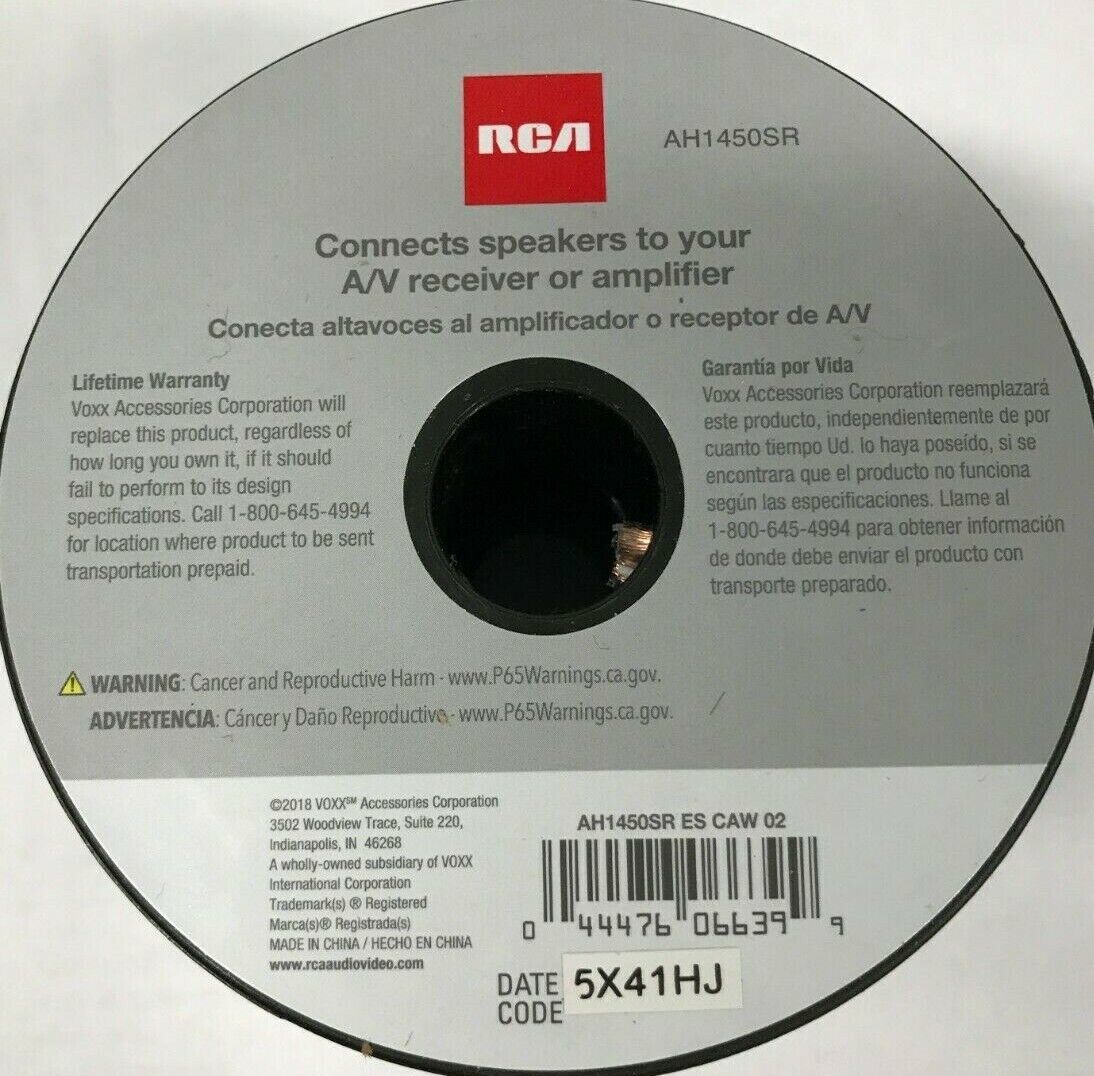 RCA
AH1450SR
Connects speakers to your
A/V receiver or amplifier
Conecta altavoces al amplificador o receptor de A/V
Lifetime Warranty
Voxx Accessories Corporation will
replace this product, regardless of
how long you own it, if it should
fail to perform to its design
specifications. Call 1-800-645-4994
for location where product to be sent
transportation prepaid.
Garantía por Vida
Voxx Accessories Corporation reemplazará
este producto, independientemente de por
cuanto tiempo Ud. lo haya poseído, si se
encontrara que el producto no funciona
según las especificaciones. Llame al
1-800-645-4994 para obtener información
de donde debe enviar el producto con
transporte preparado.
WARNING: Cancer and Reproductive Harm - www.P65Warnings.ca.gov.
ADVERTENCIA: Cáncer y Daño Reproductivo - www.P65Warnings.ca.gov.
©2018 VOXX℠ Accessories Corporation
3502 Woodview Trace, Suite 220,
Indianapolis, IN 46268
A wholly-owned subsidiary of VOXX
International Corporation
Trademark(s) ® Registered
Marca(s)® Registrada(s)
MADE IN CHINA / HECHO EN CHINA
www.rcaaudiovideo.com
AH1450SR ES CAW 02
0 44476 06639 9
DATE CODE 5X41HJ